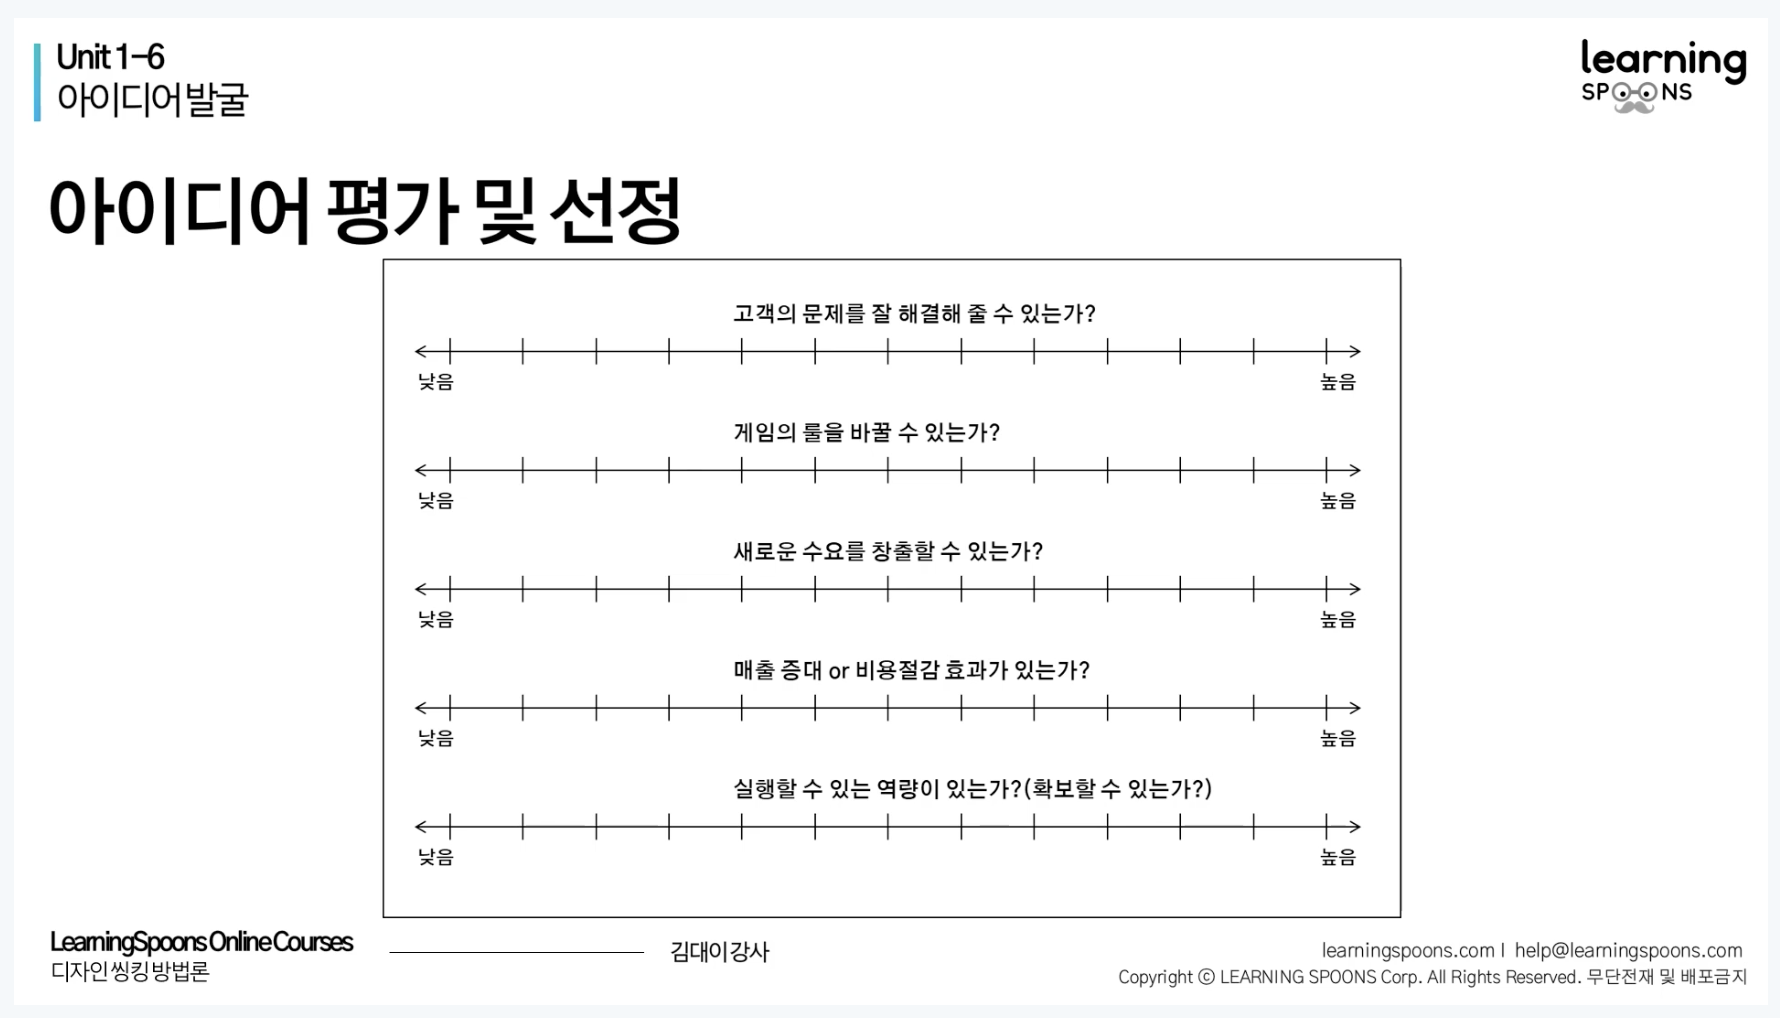 Unit 1-6
아이디어 발굴
learning
SPOONS
아이디어 평가 및 선정
고객의 문제를 잘 해결해 줄 수 있는가?
낮음
높음
게임의 룰을 바꿀 수 있는가?
낮음
높음
새로운 수요를 창출할 수 있는가?
낮음
높음
매출 증대 or 비용절감 효과가 있는가?
낮음
높음
실행할 수 있는 역량이 있는가?(확보할 수 있는가?)
낮음
높음
LearningSpoons Online Courses
디자인 씽킹 방법론
김대이 강사
learningspoons.com | help@learningspoons.com
Copyright ⓒ LEARNING SPOONS Corp. All Rights Reserved. 무단전재 및 배포금지